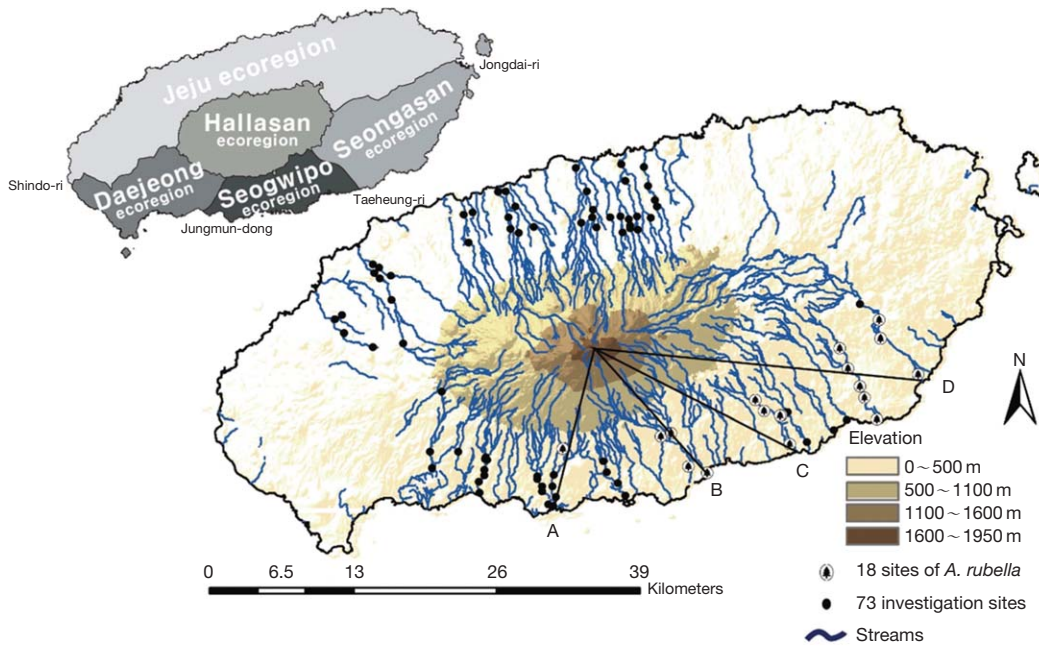 Jongdai-ri
Jeju ecoregion
Hallasan
ecoregion
Seongasan
ecoregion
Daejeong
ecoregion
Seogwipo
ecoregion
Shindo-ri
Taeheung-ri
Jungmun-dong
D
N
C
B
A
Elevation
0~500 m
500~1100 m
1100~1600 m
1600~1950 m
18 sites of A. rubella
73 investigation sites
Streams
0 6.5 13 26 39
Kilometers